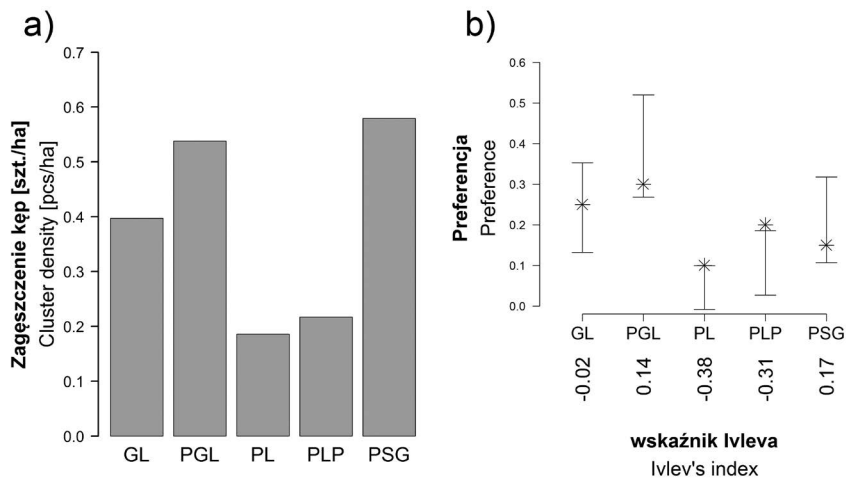 a)
Zagęszczenie kęp [szt./ha]
Cluster density [pcs/ha]
0.7
0.6
0.5
0.4
0.3
0.2
0.1
0.0
GL PGL PL PLP PSG
b)
Preferencja
Preference
0.6
0.5
0.4
0.3
0.2
0.1
0.0
GL PGL PL PLP PSG
-0.02 0.14 -0.38 -0.31 0.17
wskaźnik Ivleva
Ivlev's index